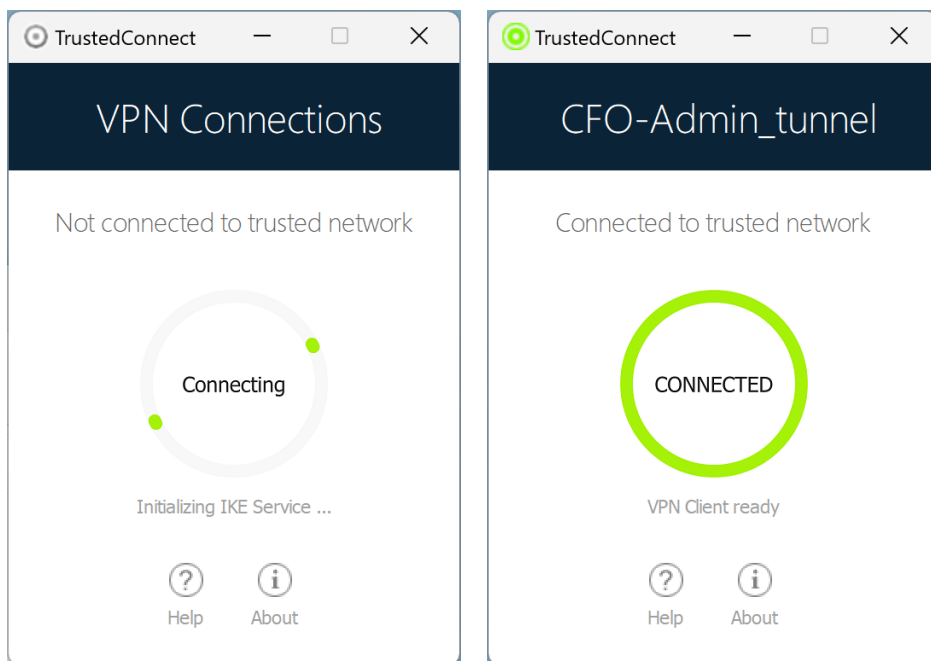 TrustedConnect
VPN Connections
Not connected to trusted network
Connecting
Initializing IKE Service ...
Help
About
TrustedConnect
CFO-Admin_tunnel
Connected to trusted network
CONNECTED
VPN Client ready
Help
About